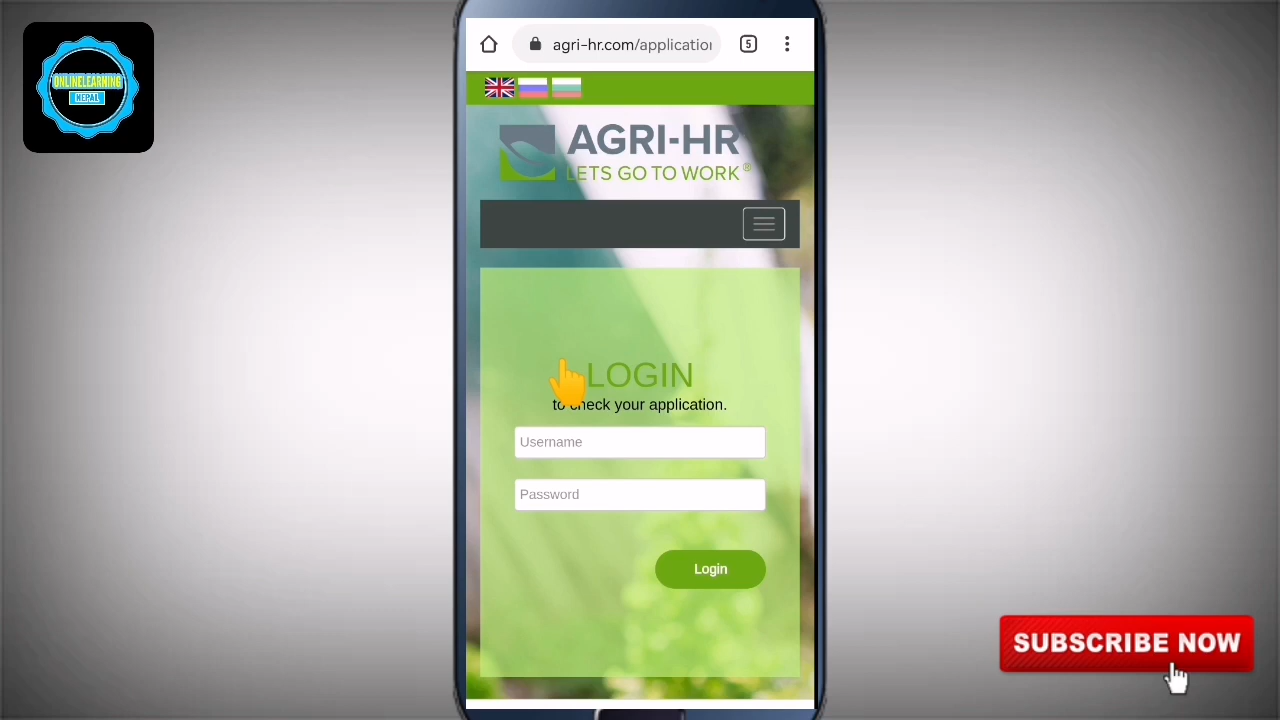 ONLINELEARNING
NEPAL
agri-hr.com/application
5
AGRI-HR
LETS GO TO WORK®
LOGIN
to check your application.
Username
Password
Login
SUBSCRIBE NOW